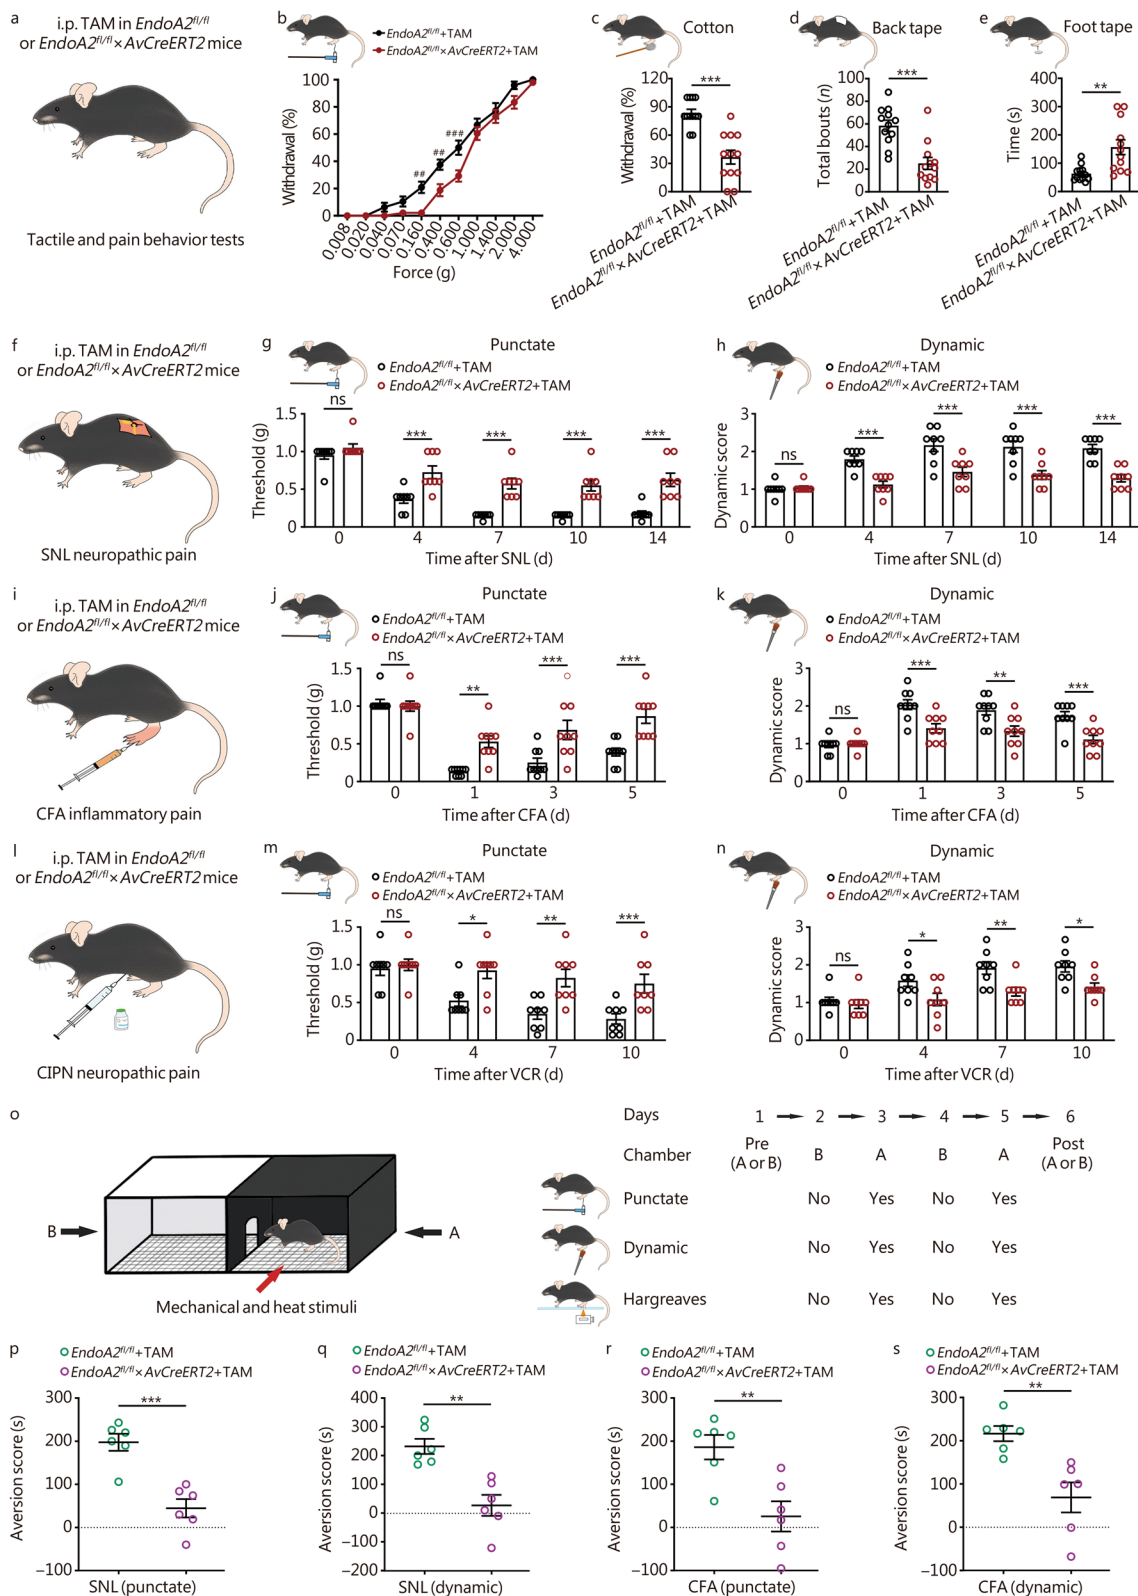 a
i.p. TAM in EndoA2fl/fl
or EndoA2fl/fl×AvCreERT2 mice
Tactile and pain behavior tests
b
EndoA2fl/fl+TAM
EndoA2fl/fl×AvCreERT2+TAM
Withdrawal (%)
100
80
60
40
20
0
## ## ###
0.008 0.020 0.040 0.070 0.160 0.400 0.600 1.000 1.400 2.000 4.000
Force (g)
c
Cotton
Withdrawal (%)
120
90
60
30
0
***
EndoA2fl/fl+TAM
EndoA2fl/fl×AvCreERT2+TAM
d
Back tape
Total bouts (n)
100
80
60
40
20
0
***
EndoA2fl/fl+TAM
EndoA2fl/fl×AvCreERT2+TAM
e
Foot tape
Time (s)
400
300
200
100
0
**
EndoA2fl/fl+TAM
EndoA2fl/fl×AvCreERT2+TAM
f
i.p. TAM in EndoA2fl/fl
or EndoA2fl/fl×AvCreERT2 mice
SNL neuropathic pain
g
Punctate
EndoA2fl/fl+TAM
EndoA2fl/fl×AvCreERT2+TAM
Threshold (g)
1.5
1.0
0.5
0
ns *** *** *** ***
0 4 7 10 14
Time after SNL (d)
h
Dynamic
EndoA2fl/fl+TAM
EndoA2fl/fl×AvCreERT2+TAM
Dynamic score
3
2
1
0
ns *** *** *** ***
0 4 7 10 14
Time after SNL (d)
i
i.p. TAM in EndoA2fl/fl
or EndoA2fl/fl×AvCreERT2 mice
CFA inflammatory pain
j
Punctate
EndoA2fl/fl+TAM
EndoA2fl/fl×AvCreERT2+TAM
Threshold (g)
1.5
1.0
0.5
0
ns ** *** ***
0 1 3 5
Time after CFA (d)
k
Dynamic
EndoA2fl/fl+TAM
EndoA2fl/fl×AvCreERT2+TAM
Dynamic score
3
2
1
0
ns *** ** ***
0 1 3 5
Time after CFA (d)
l
i.p. TAM in EndoA2fl/fl
or EndoA2fl/fl×AvCreERT2 mice
CIPN neuropathic pain
m
Punctate
EndoA2fl/fl+TAM
EndoA2fl/fl×AvCreERT2+TAM
Threshold (g)
1.5
1.0
0.5
0
ns * ** ***
0 4 7 10
Time after VCR (d)
n
Dynamic
EndoA2fl/fl+TAM
EndoA2fl/fl×AvCreERT2+TAM
Dynamic score
3
2
1
0
ns * ** *
0 4 7 10
Time after VCR (d)
o
B
A
Mechanical and heat stimuli
Days 1 2 3 4 5 6
Chamber Pre (A or B) B A B A Post (A or B)
Punctate No Yes No Yes
Dynamic No Yes No Yes
Hargreaves No Yes No Yes
p
EndoA2fl/fl+TAM
EndoA2fl/fl×AvCreERT2+TAM
Aversion score (s)
300
200
100
0
−100
***
SNL (punctate)
q
EndoA2fl/fl+TAM
EndoA2fl/fl×AvCreERT2+TAM
Aversion score (s)
400
300
200
100
0
−100
−200
**
SNL (dynamic)
r
EndoA2fl/fl+TAM
EndoA2fl/fl×AvCreERT2+TAM
Aversion score (s)
300
200
100
0
−100
**
CFA (punctate)
s
EndoA2fl/fl+TAM
EndoA2fl/fl×AvCreERT2+TAM
Aversion score (s)
300
200
100
0
−100
**
CFA (dynamic)